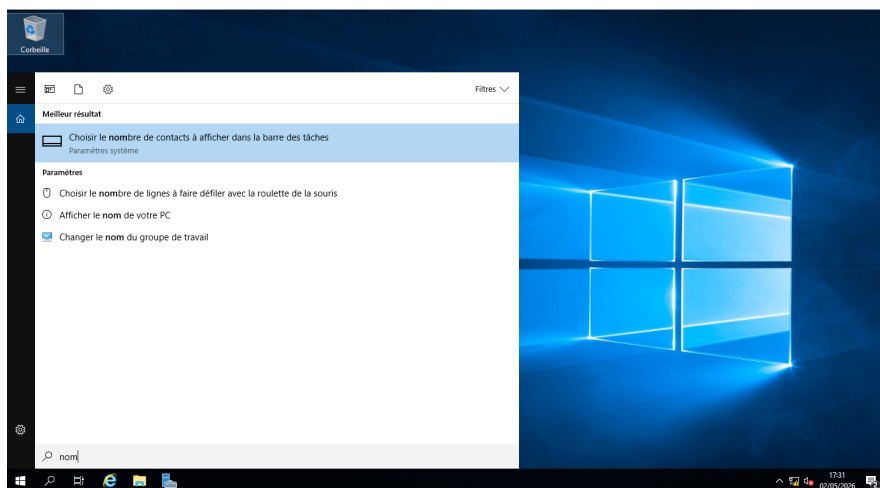 Corbeille
Filtres
Meilleur résultat
Choisir le nombre de contacts à afficher dans la barre des tâches
Paramètres système
Paramètres
Choisir le nombre de lignes à faire défiler avec la roulette de la souris
Afficher le nom de votre PC
Changer le nom du groupe de travail
nom
17:31
02/05/2026
2